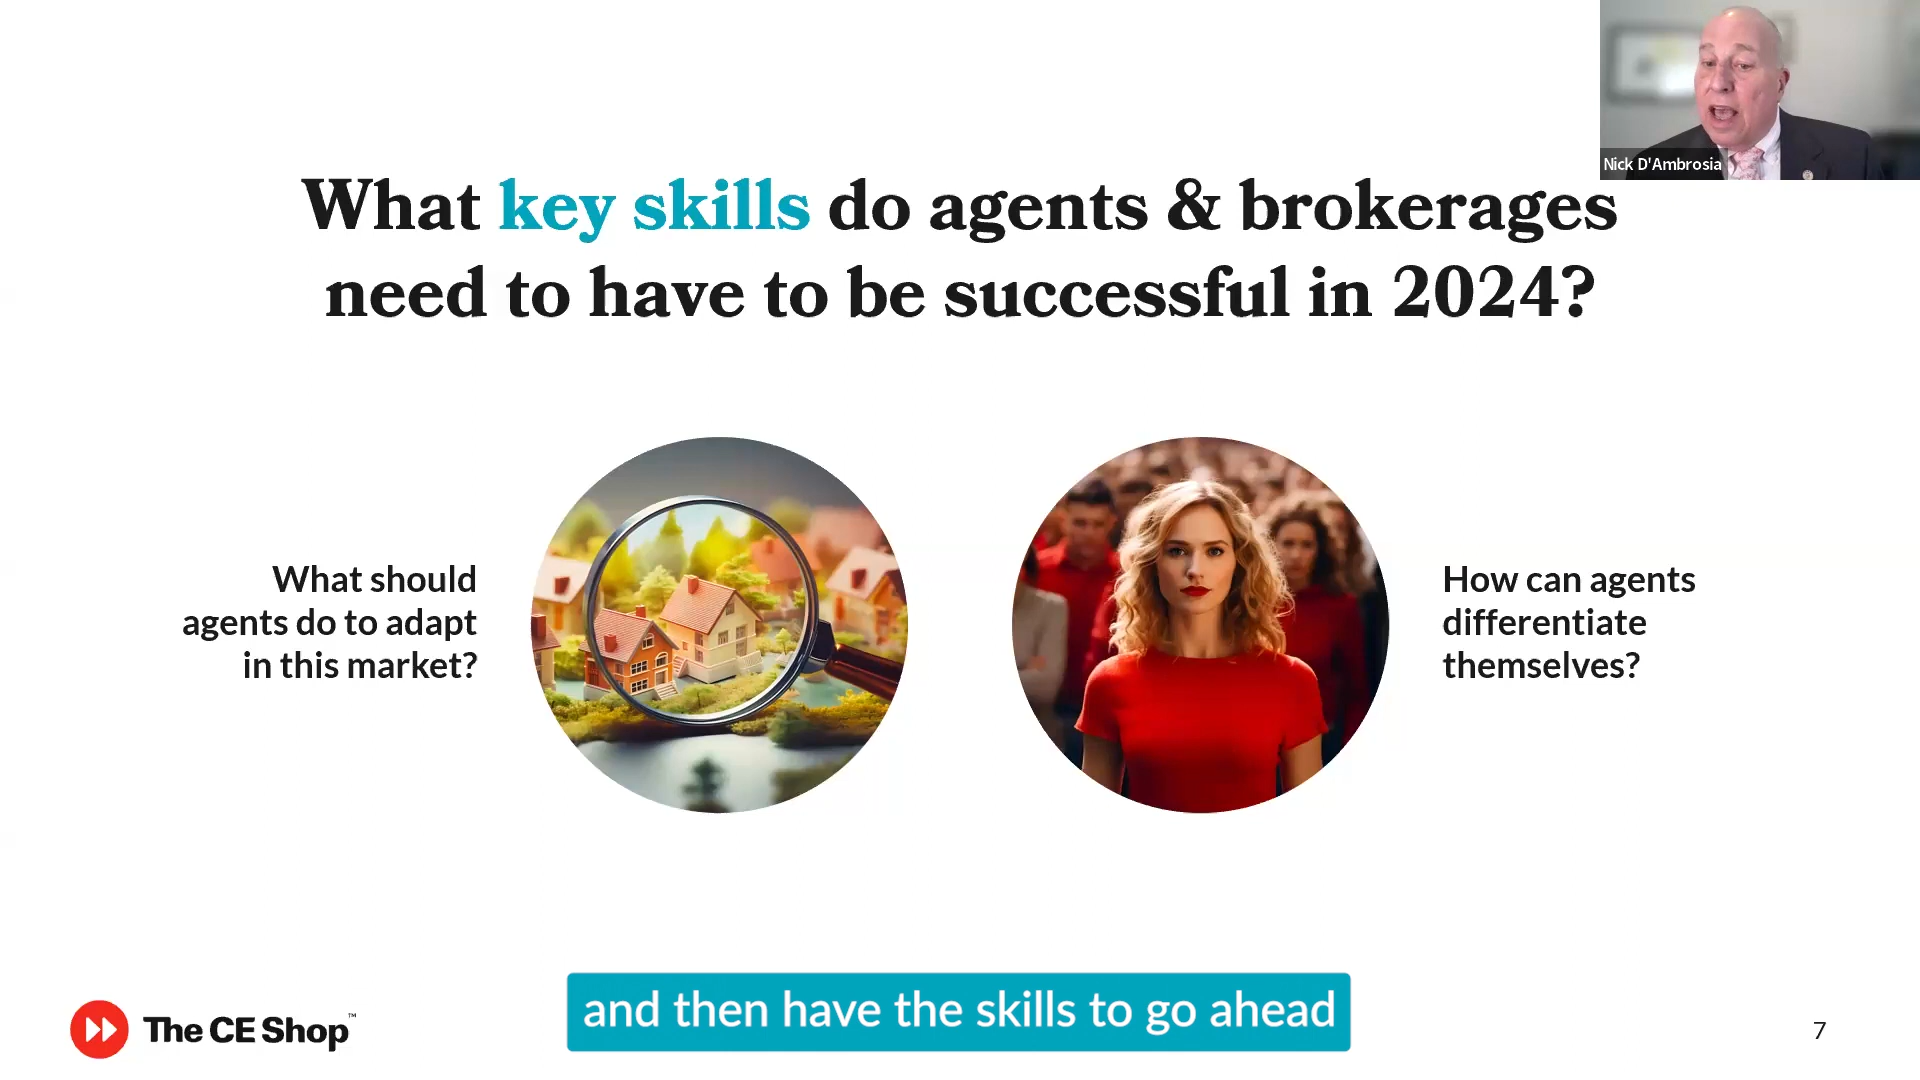 Nick D'Ambrosia
What key skills do agents & brokerages
need to have to be successful in 2024?
What should
agents do to adapt
in this market?
How can agents
differentiate
themselves?
The CE Shop™
and then have the skills to go ahead
7